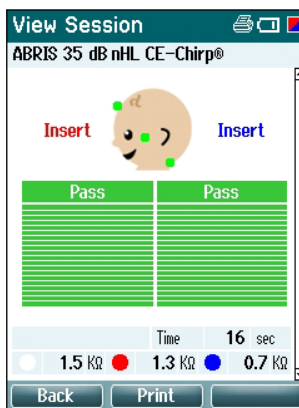 View Session
ABRIS 35 dB nHL CE-Chirp®
Insert Insert
Pass Pass
Time 16 sec
1.5 KΩ 1.3 KΩ 0.7 KΩ
Back Print